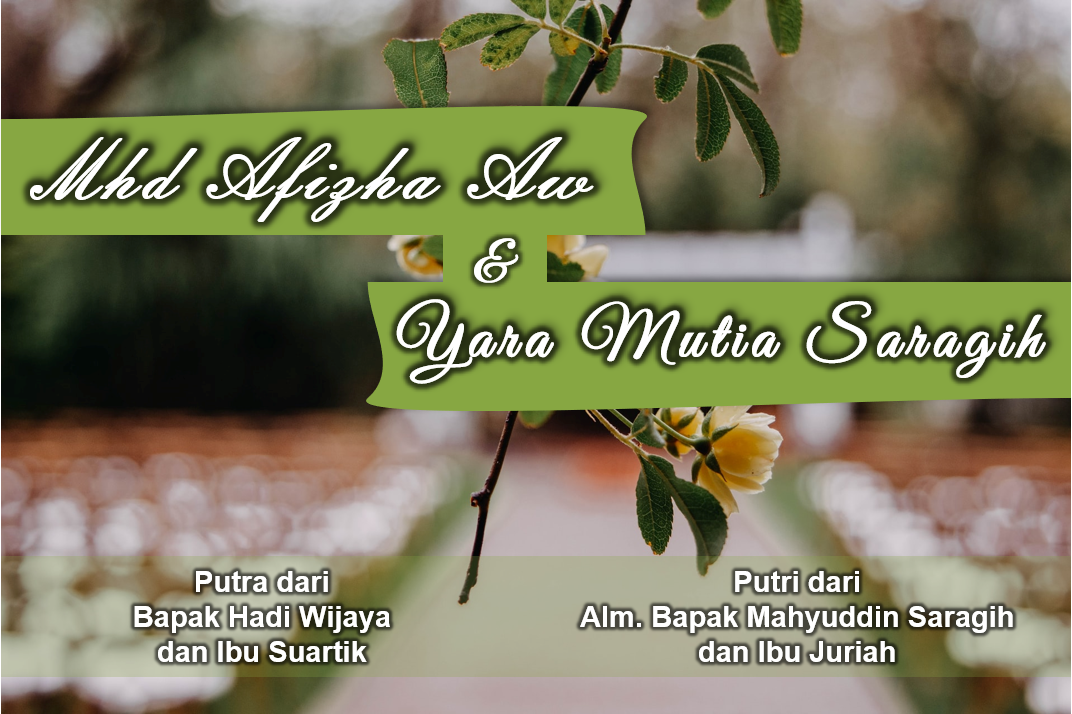 Mhd Afizha Aw
&
Yara Mutia Saragih
Putra dari
Bapak Hadi Wijaya
dan Ibu Suartik
Putri dari
Alm. Bapak Mahyuddin Saragih
dan Ibu Juriah